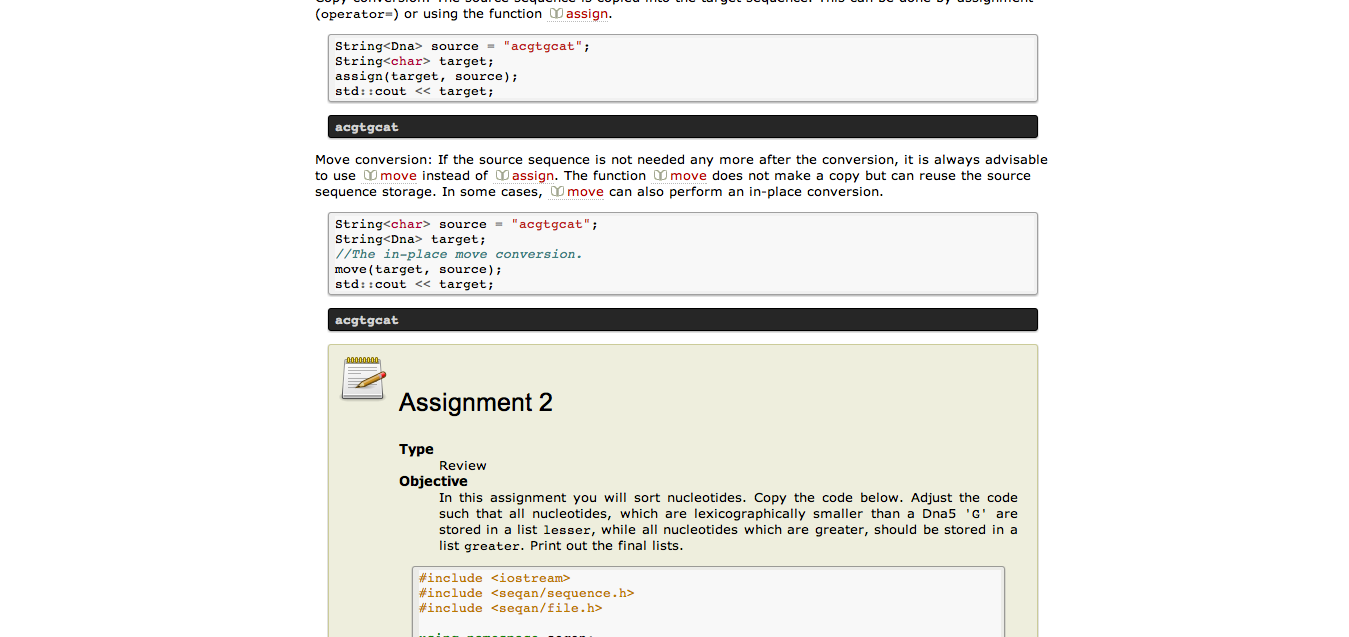 Copy conversion. The source sequence is copied into the target sequence. This can be done by assignment
(operator=) or using the function assign.
String<Dna> source = "acgtgcat";
String<char> target;
assign(target, source);
std::cout << target;
acgtgcat
Move conversion: If the source sequence is not needed any more after the conversion, it is always advisable
to use move instead of assign. The function move does not make a copy but can reuse the source
sequence storage. In some cases, move can also perform an in-place conversion.
String<char> source = "acgtgcat";
String<Dna> target;
//The in-place move conversion.
move(target, source);
std::cout << target;
acgtgcat
Assignment 2
Type
Review
Objective
In this assignment you will sort nucleotides. Copy the code below. Adjust the code
such that all nucleotides, which are lexicographically smaller than a Dna5 'G' are
stored in a list lesser, while all nucleotides which are greater, should be stored in a
list greater. Print out the final lists.
#include <iostream>
#include <seqan/sequence.h>
#include <seqan/file.h>
using namespace seqan;